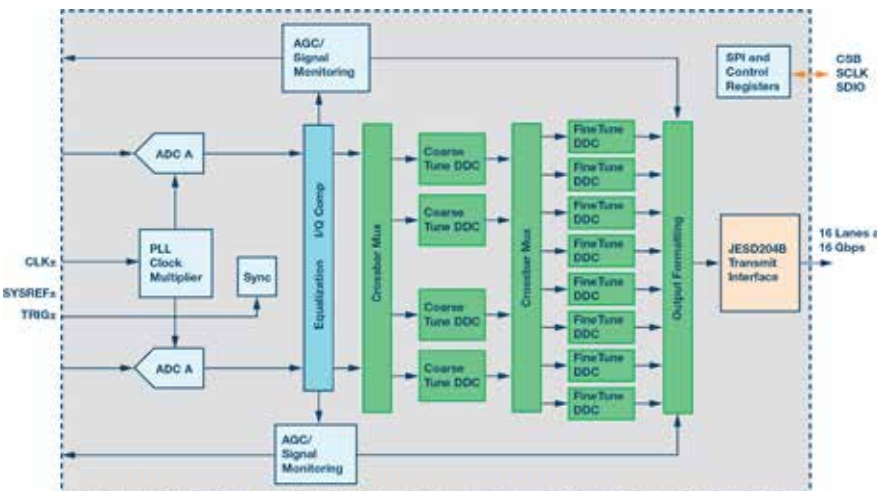 AGC/
Signal
Monitoring
SPI and
Control
Registers
CSB
SCLK
SDIO
ADC A
PLL
Clock
Multiplier
CLK±
SYSREF±
TRIG±
Sync
ADC A
Equalization I/Q Comp
AGC/
Signal
Monitoring
Crossbar Mux
Coarse
Tune DDC
Coarse
Tune DDC
Coarse
Tune DDC
Coarse
Tune DDC
Crossbar Mux
FineTune
DDC
FineTune
DDC
FineTune
DDC
FineTune
DDC
FineTune
DDC
FineTune
DDC
FineTune
DDC
FineTune
DDC
Output Formatting
JESD204B
Transmit
Interface
16 Lanes a
16 Gbps